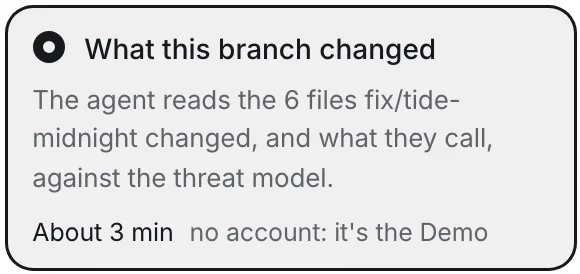 What this branch changed
The agent reads the 6 files fix/tide-
midnight changed, and what they call,
against the threat model.
About 3 min no account: it's the Demo